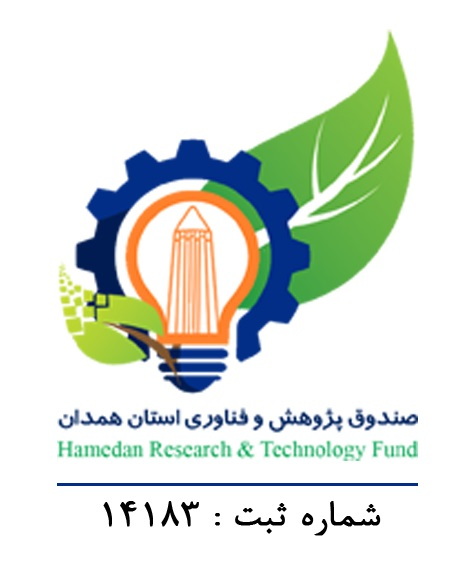 صندوق پژوهش و فناوری استان همدان
Hamedan Research & Technology Fund
شماره ثبت : ۱۴۱۸۳